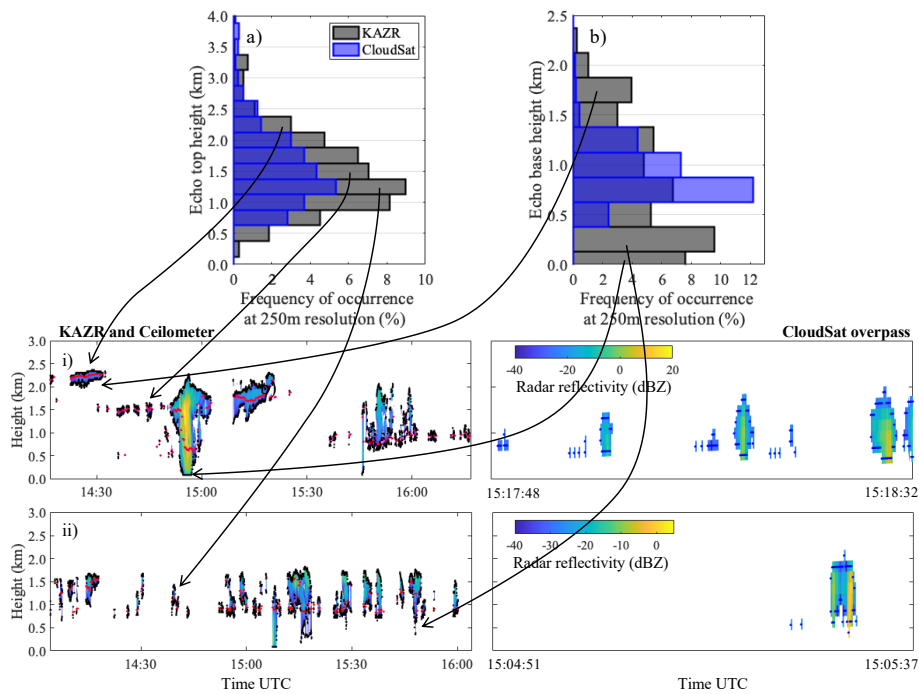 a)
KAZR
CloudSat
4.0
3.5
3.0
2.5
2.0
1.5
1.0
0.5
0.0
Echo top height (km)
0 2 4 6 8 10
Frequency of occurrence
at 250m resolution (%)
b)
2.5
2.0
1.5
1.0
0.5
0.0
Echo base height (km)
0 2 4 6 8 10 12
Frequency of occurrence
at 250m resolution (%)
KAZR and Ceilometer
CloudSat overpass
i)
3.0
2.5
2.0
1.5
1.0
0.5
0.0
Height (km)
14:30 15:00 15:30 16:00
-40 -20 0 20
Radar reflectivity (dBZ)
15:17:48 15:18:32
ii)
3.0
2.5
2.0
1.5
1.0
0.5
0.0
Height (km)
14:30 15:00 15:30 16:00
Time UTC
-40 -30 -20 -10 0
Radar reflectivity (dBZ)
15:04:51 15:05:37
Time UTC